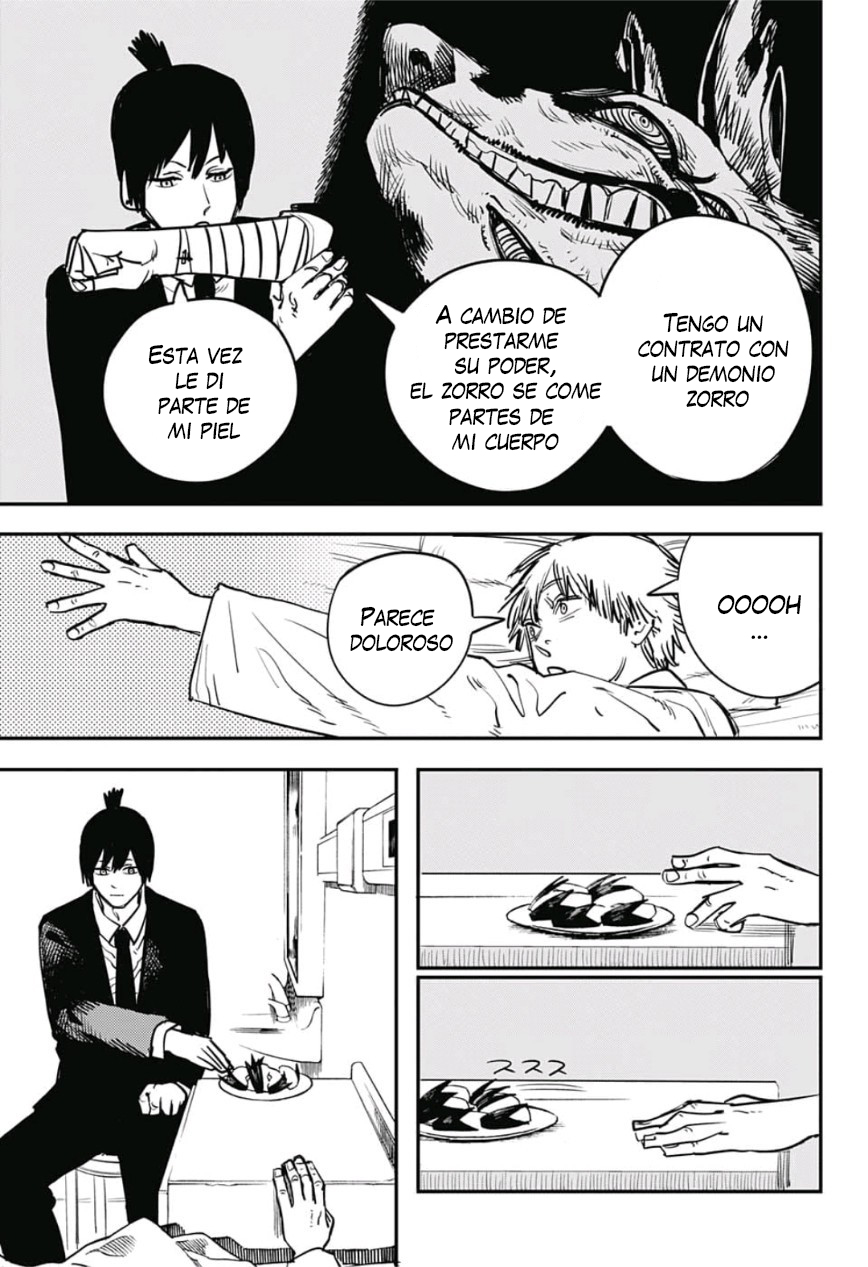 TENGO UN
CONTRATO CON
UN DEMONIO
ZORRO
A CAMBIO DE
PRESTARME
SU PODER,
EL ZORRO SE COME
PARTES DE
MI CUERPO
ESTA VEZ
LE DI
PARTE DE
MI PIEL
OOOOH
...
PARECE
DOLOROSO
ススス